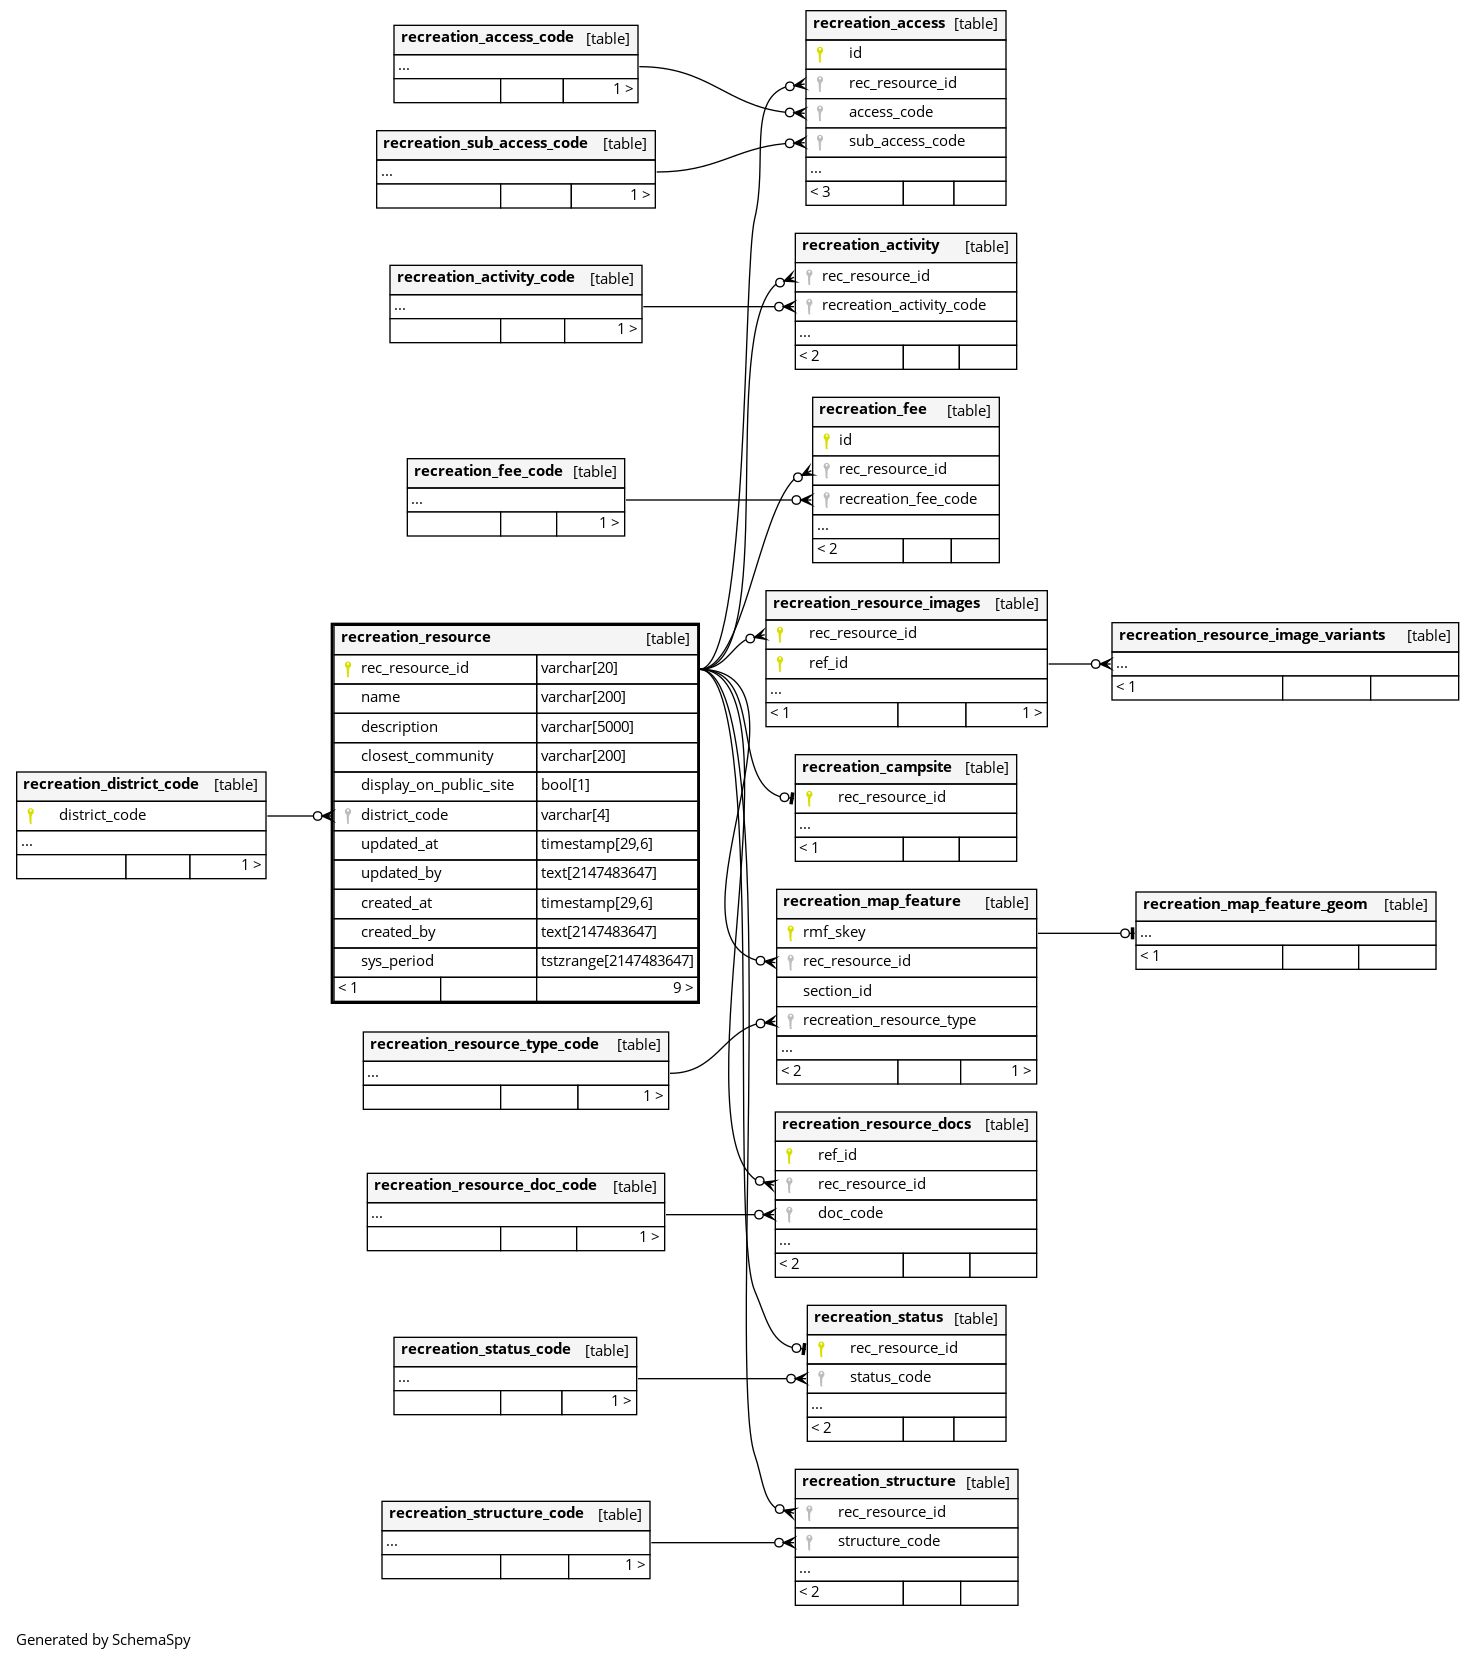 recreation_access_code [table]
...
1 >
recreation_sub_access_code [table]
...
1 >
recreation_activity_code [table]
...
1 >
recreation_fee_code [table]
...
1 >
recreation_district_code [table]
district_code
...
1 >
recreation_resource [table]
rec_resource_id varchar[20]
name varchar[200]
description varchar[5000]
closest_community varchar[200]
display_on_public_site bool[1]
district_code varchar[4]
updated_at timestamp[29,6]
updated_by text[2147483647]
created_at timestamp[29,6]
created_by text[2147483647]
sys_period tstzrange[2147483647]
< 1 9 >
recreation_resource_type_code [table]
...
1 >
recreation_resource_doc_code [table]
...
1 >
recreation_status_code [table]
...
1 >
recreation_structure_code [table]
...
1 >
recreation_access [table]
id
rec_resource_id
access_code
sub_access_code
...
< 3
recreation_activity [table]
rec_resource_id
recreation_activity_code
...
< 2
recreation_fee [table]
id
rec_resource_id
recreation_fee_code
...
< 2
recreation_resource_images [table]
rec_resource_id
ref_id
...
< 1 1 >
recreation_resource_image_variants [table]
...
< 1
recreation_campsite [table]
rec_resource_id
...
< 1
recreation_map_feature [table]
rmf_skey
rec_resource_id
section_id
recreation_resource_type
...
< 2 1 >
recreation_map_feature_geom [table]
...
< 1
recreation_resource_docs [table]
ref_id
rec_resource_id
doc_code
...
< 2
recreation_status [table]
rec_resource_id
status_code
...
< 2
recreation_structure [table]
rec_resource_id
structure_code
...
< 2
Generated by SchemaSpy